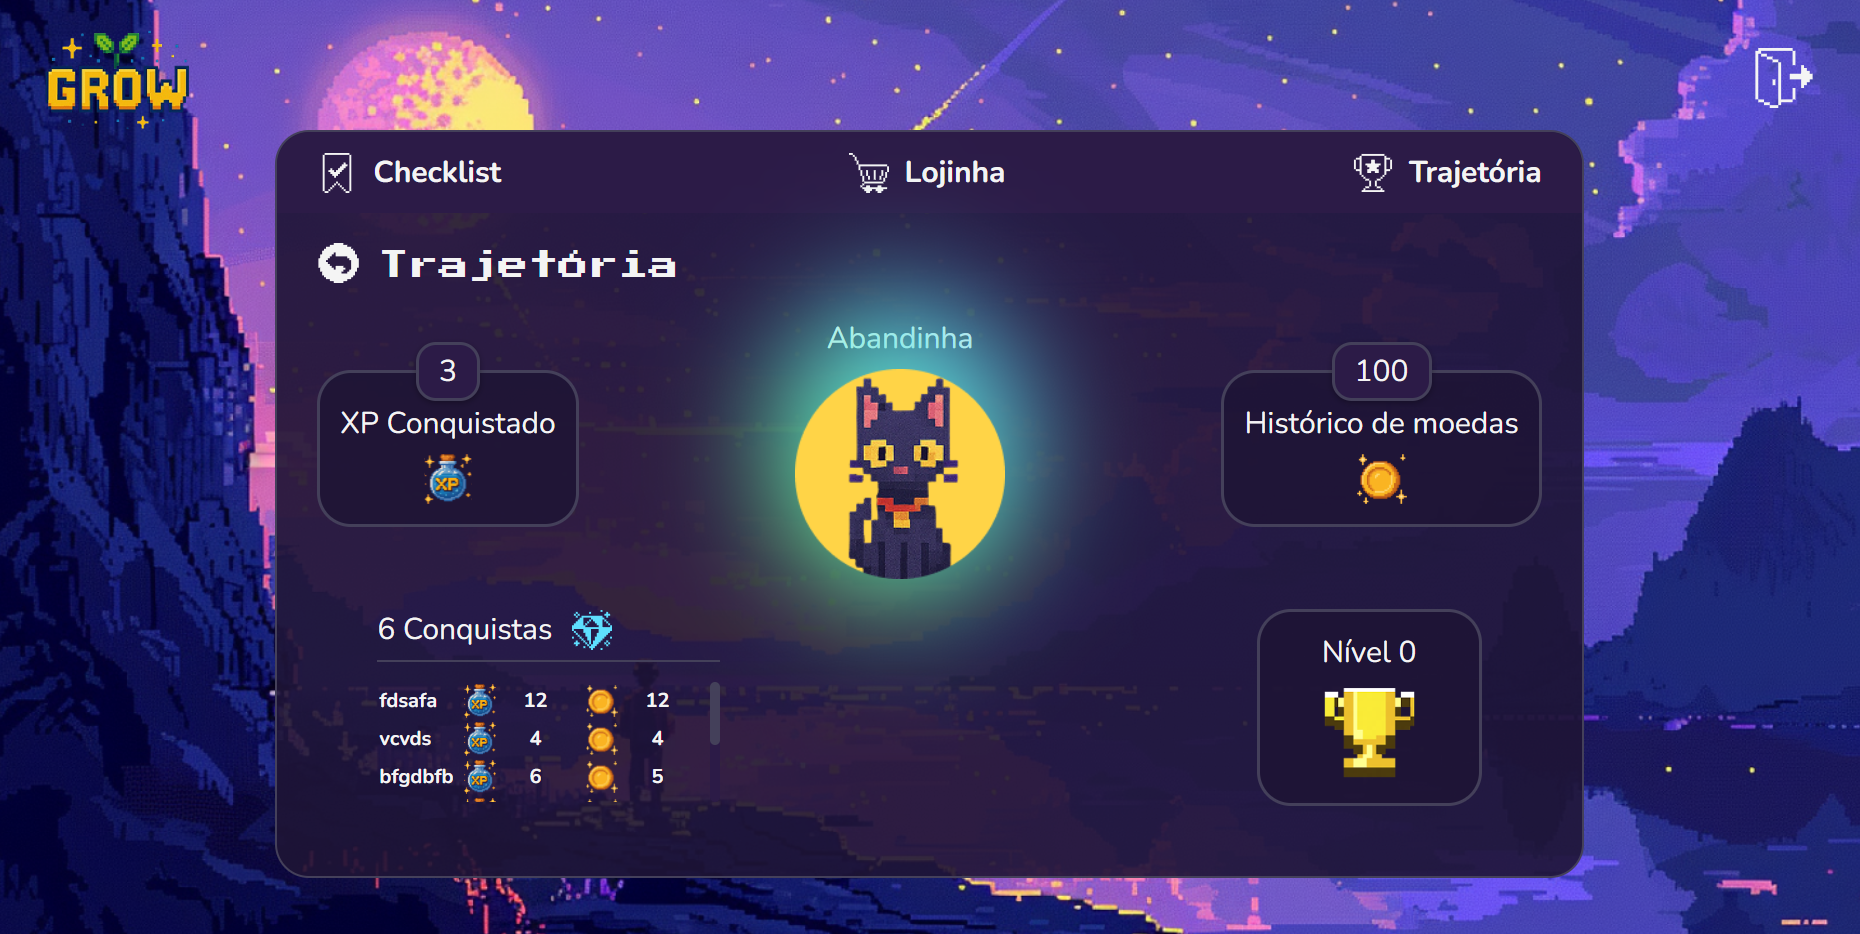 GROW
Checklist
Lojinha
Trajetória
Trajetória
Abandinha
3
XP Conquistado
XP
100
Histórico de moedas
6 Conquistas
fdsafa XP 12 12
vcvds XP 4 4
bfgdbfb XP 6 5
Nível 0